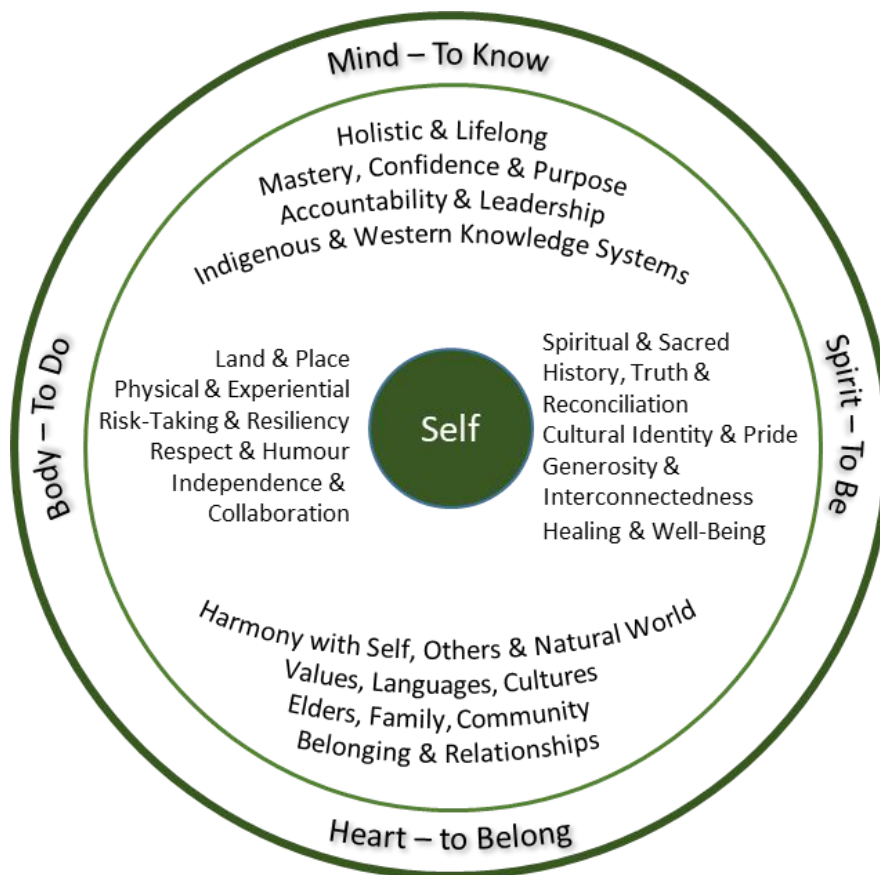 Mind – To Know
Holistic & Lifelong
Mastery, Confidence & Purpose
Accountability & Leadership
Indigenous & Western Knowledge Systems
Body – To Do
Land & Place
Physical & Experiential
Risk-Taking & Resiliency
Respect & Humour
Independence &
Collaboration
Self
Spiritual & Sacred
History, Truth &
Reconciliation
Cultural Identity & Pride
Generosity &
Interconnectedness
Healing & Well-Being
Spirit – To Be
Harmony with Self, Others & Natural World
Values, Languages, Cultures
Elders, Family, Community
Belonging & Relationships
Heart – to Belong